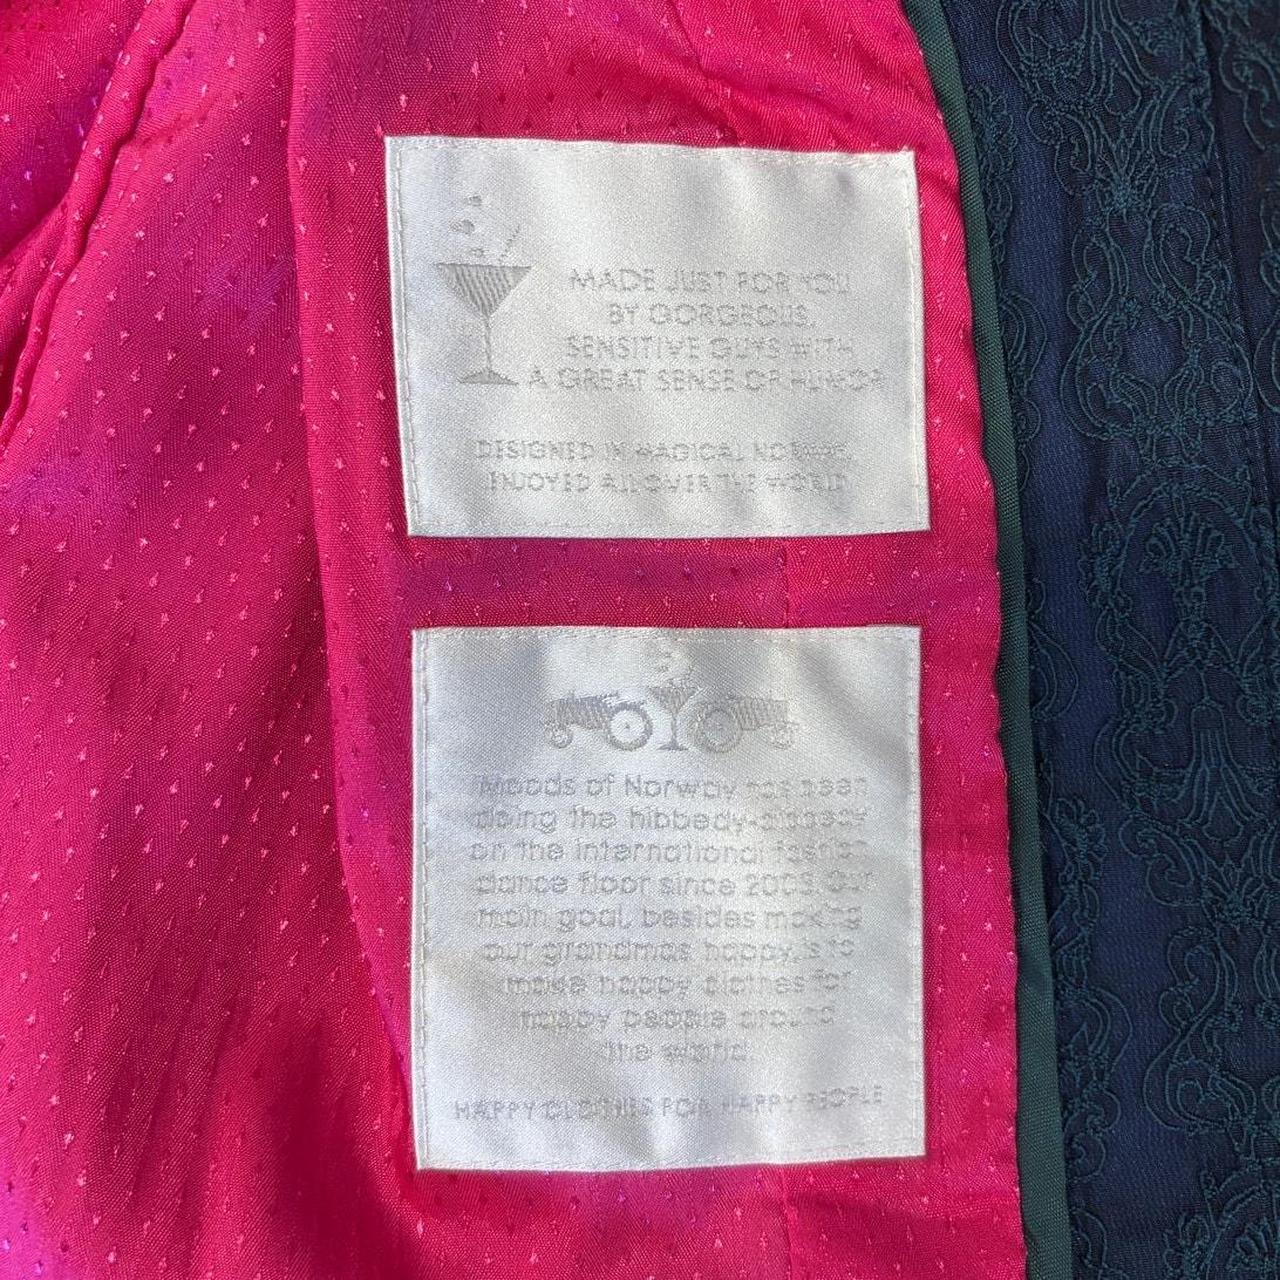 MADE JUST FOR YOU
BY GORGEOUS,
SENSITIVE GUYS WITH
A GREAT SENSE OF HUMOR
DESIGNED IN MAGICAL NORWAY,
ENJOYED ALL OVER THE WORLD
Moods of Norway has been
doing the hibbedy-dibbedy
on the international fashion
dance floor since 2003. Our
main goal, besides making
our grandmas happy, is to
make happy clothes for
happy people around
the world.
HAPPY CLOTHES FOR HAPPY PEOPLE